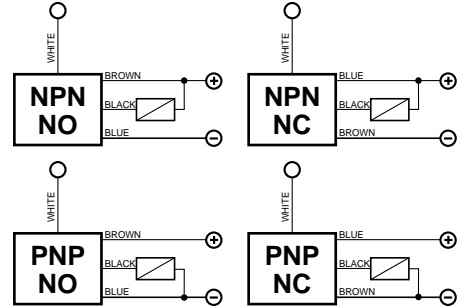 WHITE
BROWN
NPN
NO
BLACK
BLUE
+
−
WHITE
BLUE
NPN
NC
BLACK
BROWN
+
−
WHITE
BROWN
PNP
NO
BLACK
BLUE
+
−
WHITE
BLUE
PNP
NC
BLACK
BROWN
+
−